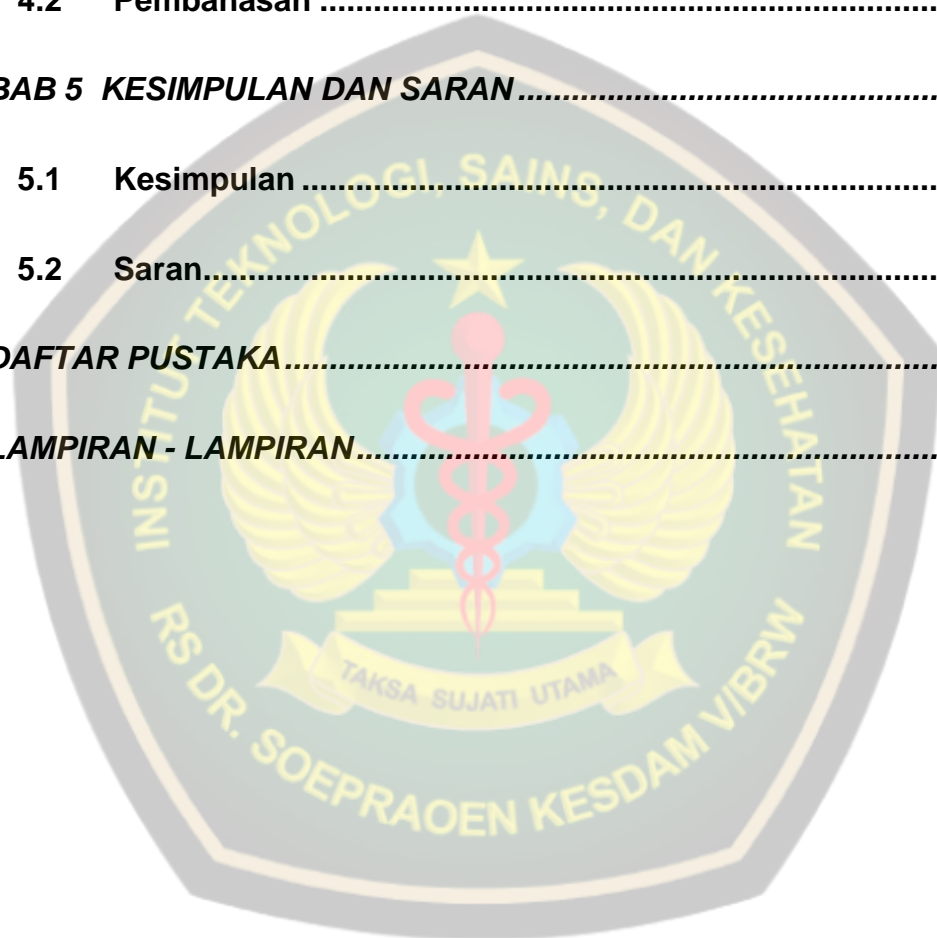 4.2 Pembahasan ........................................................................
BAB 5 KESIMPULAN DAN SARAN ................................................
5.1 Kesimpulan ........................................................................
5.2 Saran...................................................................................
DAFTAR PUSTAKA..........................................................................
LAMPIRAN - LAMPIRAN..................................................................
INSTITUT TEKNOLOGI, SAINS, DAN KESEHATAN
TAKSA SUJATI UTAMA
RS DR. SOEPRAOEN KESDAM V/BRW